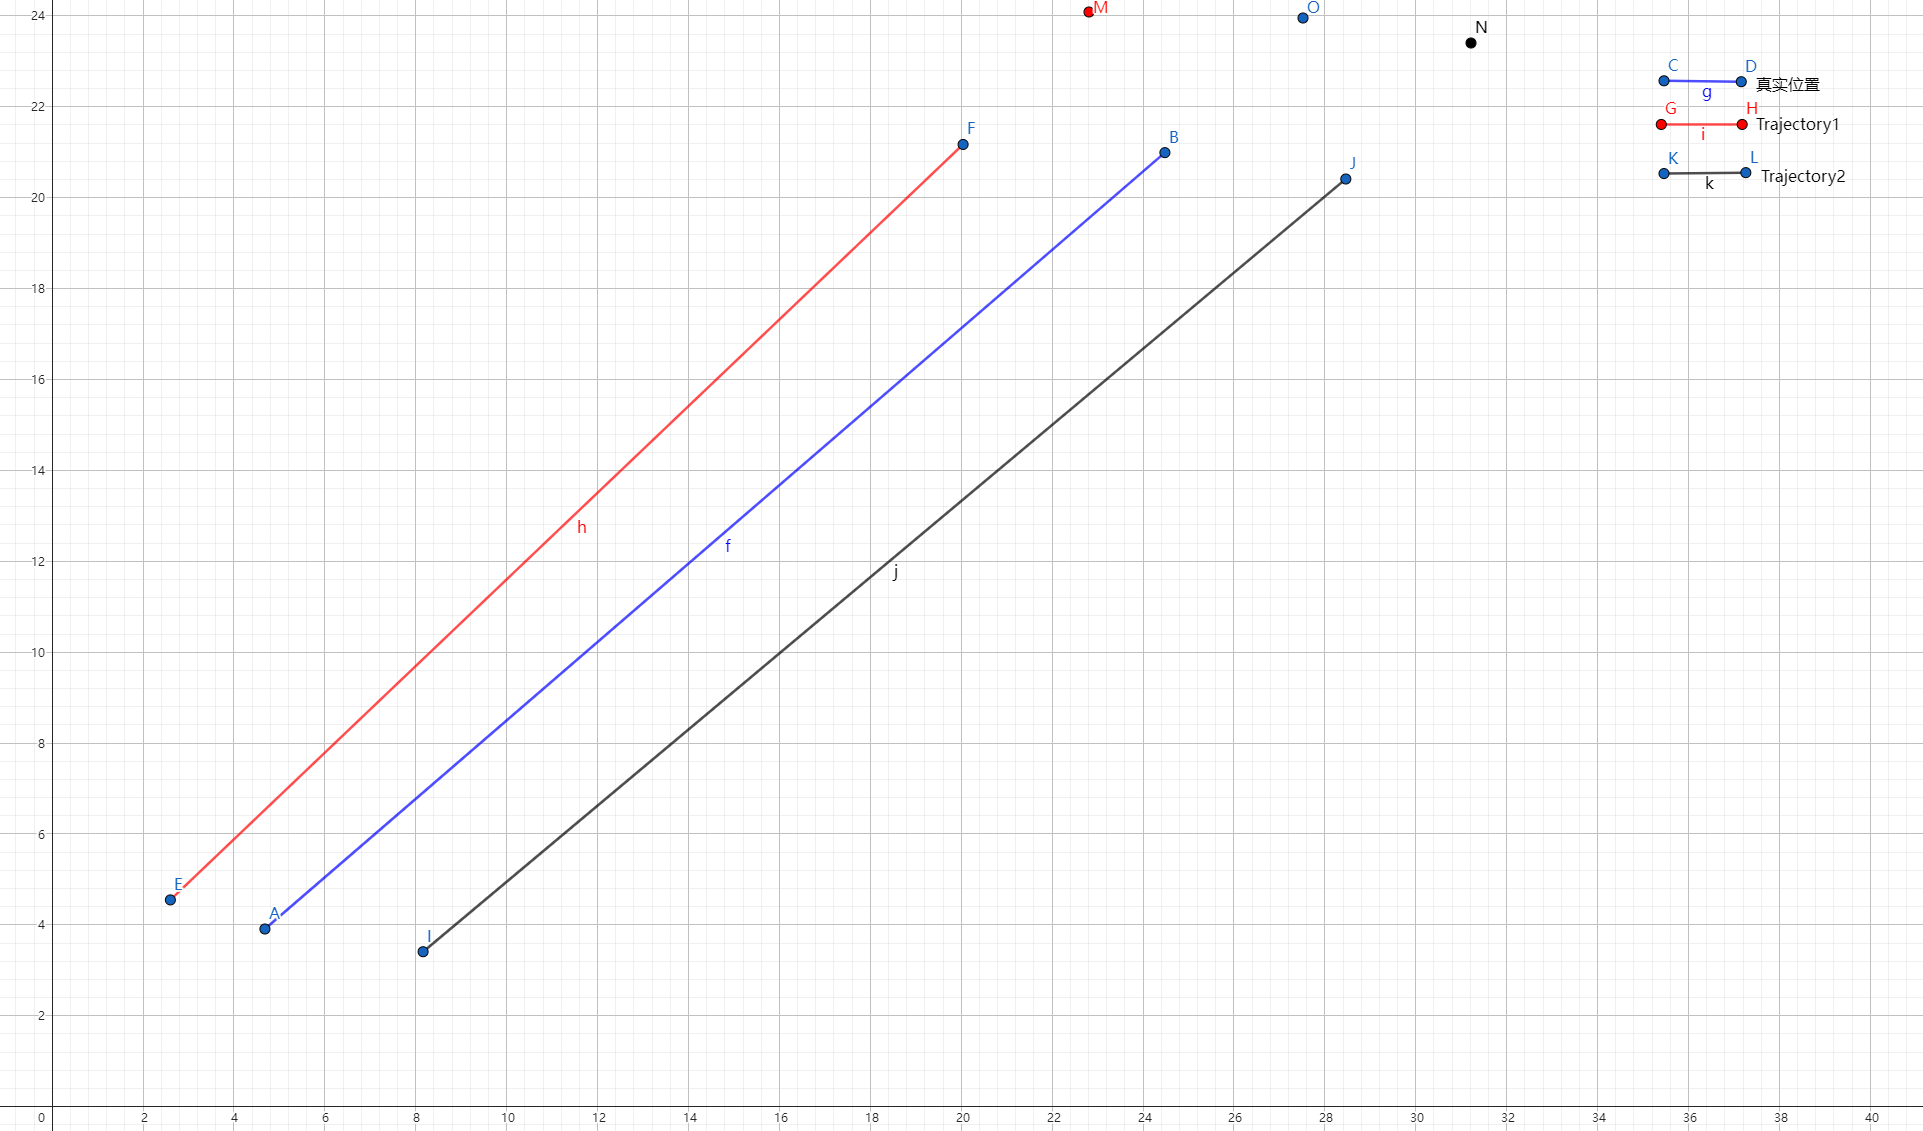 24
M
O
N
C
D
g
真实位置
22
G
H
i
Trajectory1
F
B
J
K
L
k
Trajectory2
20
18
16
14
h
f
j
12
10
8
6
E
A
I
4
2
0 2 4 6 8 10 12 14 16 18 20 22 24 26 28 30 32 34 36 38 40